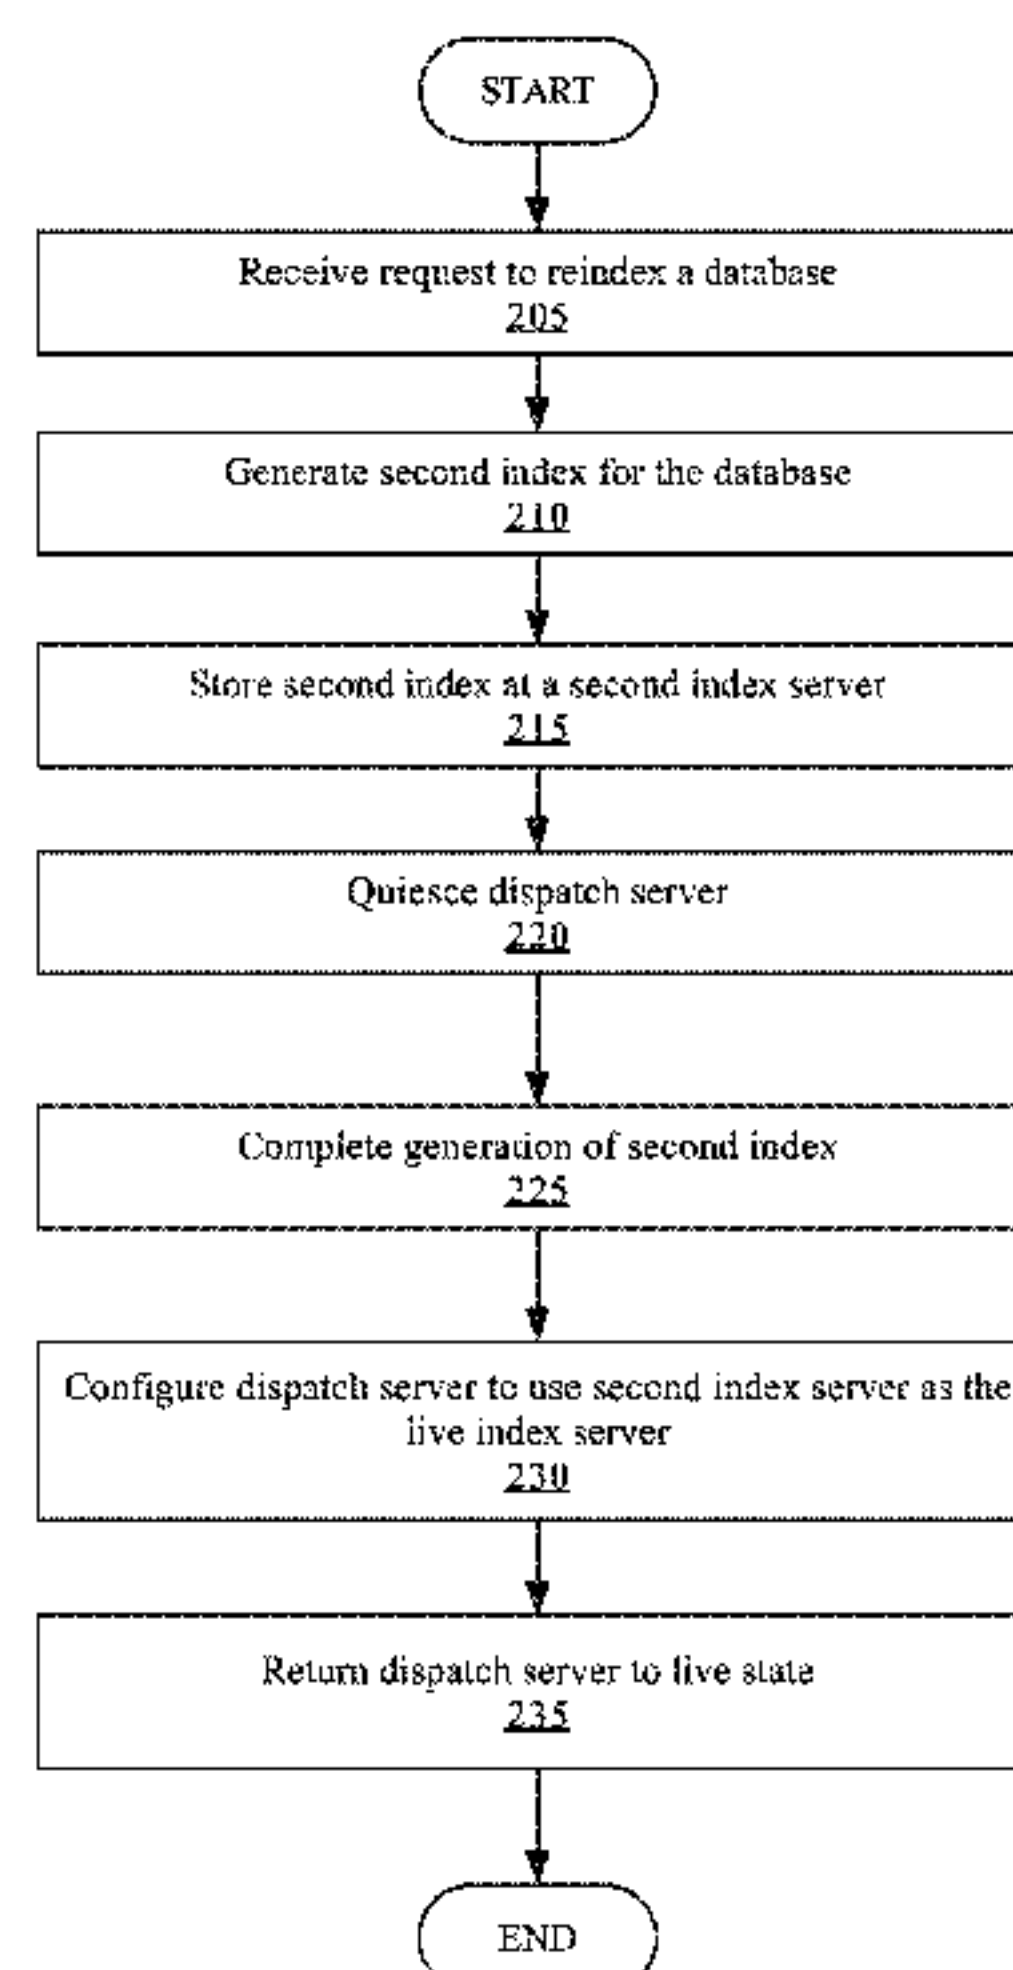 START
Receive request to reindex a database
205
Generate second index for the database
210
Store second index at a second index server
215
Quiesce dispatch server
220
Complete generation of second index
225
Configure dispatch server to use second index server as the
live index server
230
Return dispatch server to live state
235
END